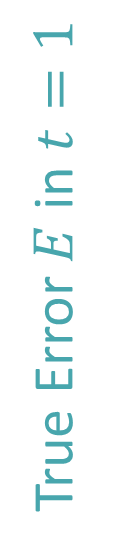 True Error E in t = 1